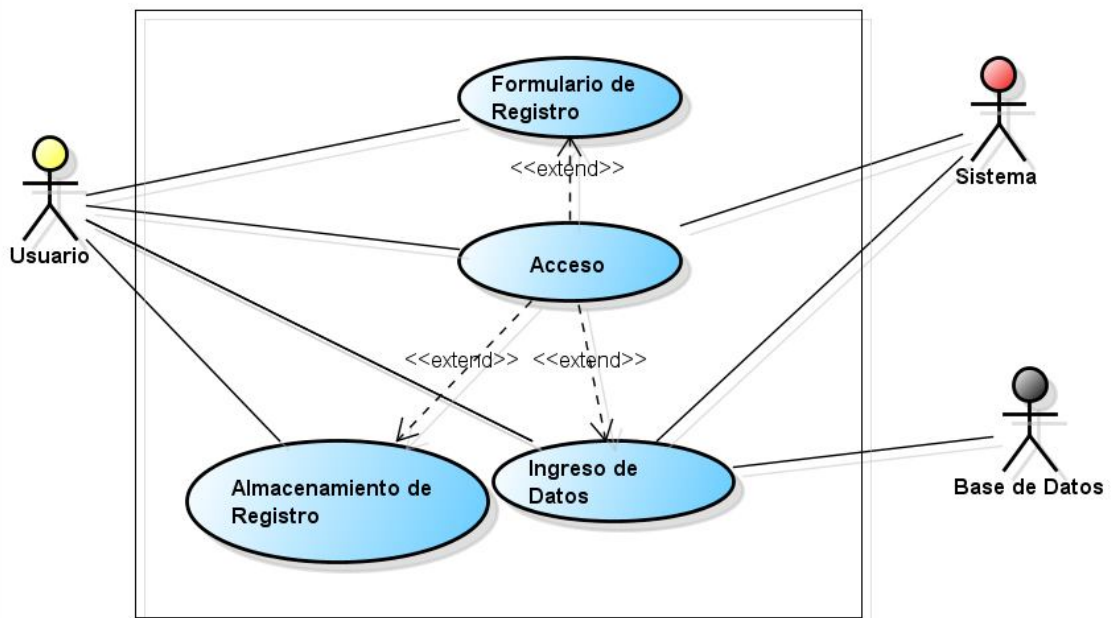 Formulario de
Registro
<<extend>>
Sistema
Usuario
Acceso
<<extend>>
<<extend>>
Almacenamiento de
Registro
Ingreso de
Datos
Base de Datos